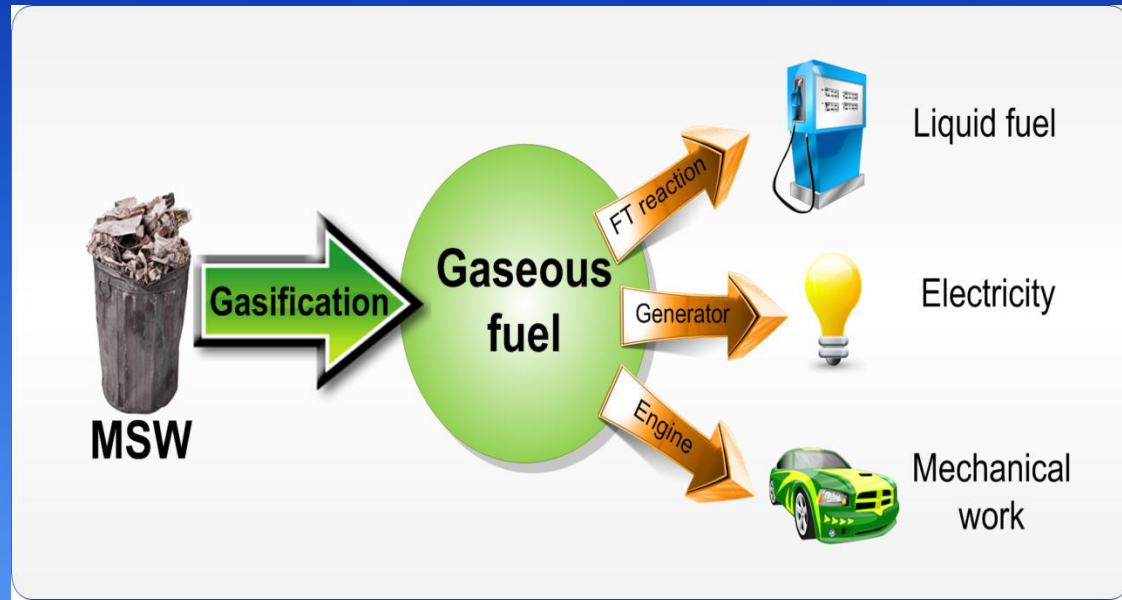 MSW
Gasification
Gaseous
fuel
FT reaction
Generator
Engine
Liquid fuel
Electricity
Mechanical
work